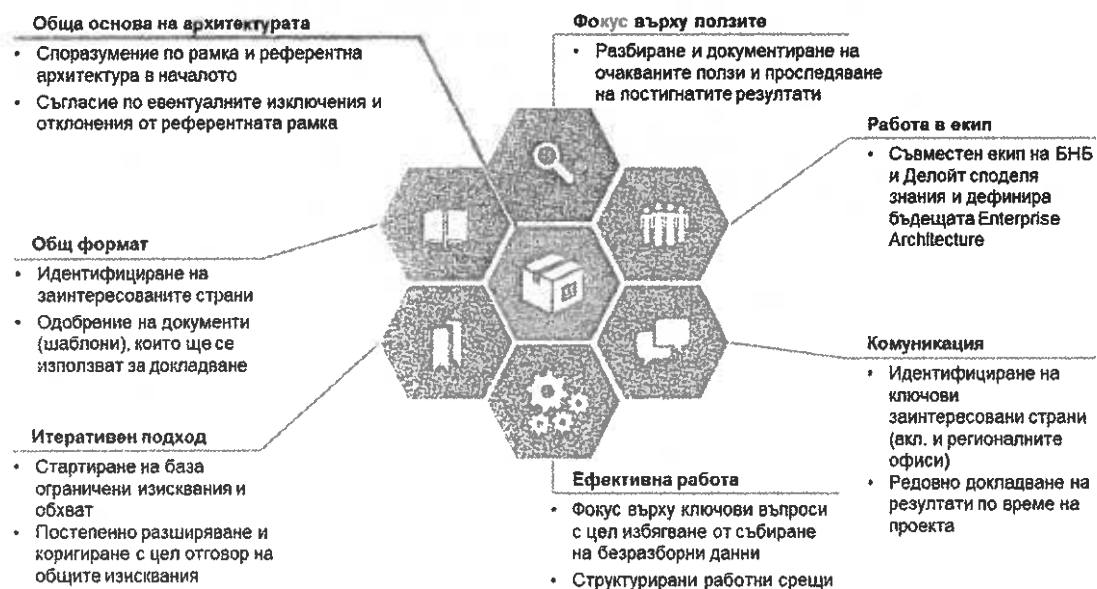 Обща основа на архитектурата
• Споразумение по рамка и референтна
архитектура в началото
• Съгласие по евентуалните изключения и
отклонения от референтната рамка
Фокус върху ползите
• Разбиране и документиране на
очакваните ползи и проследяване
на постигнатите резултати
Работа в екип
• Съвместен екип на БНБ
и Делойт споделя
знания и дефинира
бъдещата Enterprise
Architecture
Общ формат
• Идентифициране на
заинтересованите страни
• Одобрение на документи
(шаблони), които ще се
използват за докладване
Комуникация
• Идентифициране на
ключови
заинтересовани страни
(вкл. и регионалните
офиси)
• Редовно докладване на
резултати по време на
проекта
Итеративен подход
• Стартиране на база
ограничени изисквания и
обхват
• Постепенно разширяване и
коригиране с цел отговор на
общите изисквания
Ефективна работа
• Фокус върху ключови въпроси
с цел избягване от събиране
на безразборни данни
• Структурирани работни срещи